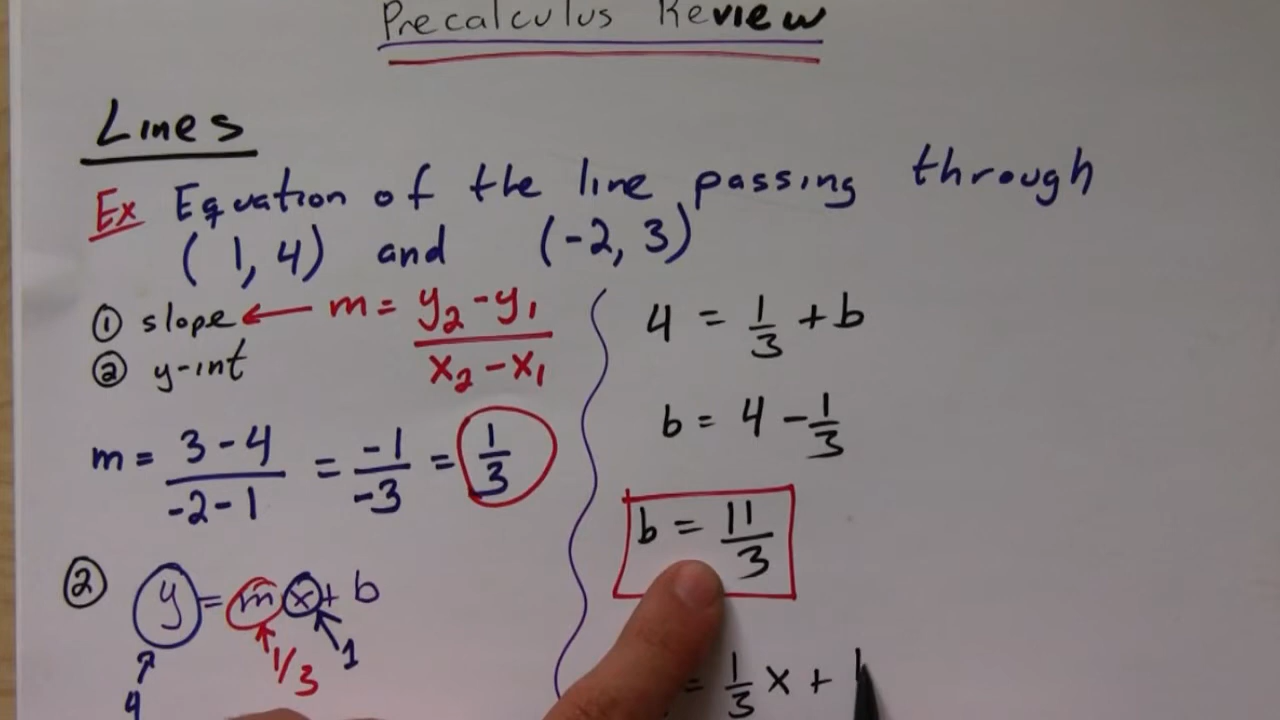 Precalculus Review
Lines
Ex Equation of the line passing through
(1, 4) and (-2, 3)
① slope ← m = y₂ - y₁ / x₂ - x₁
② y-int
m = 3 - 4 / -2 - 1 = -1 / -3 = 1/3
② y = mx + b
4 1/3 1
4 = 1/3 + b
b = 4 - 1/3
b = 11/3
= 1/3 x +